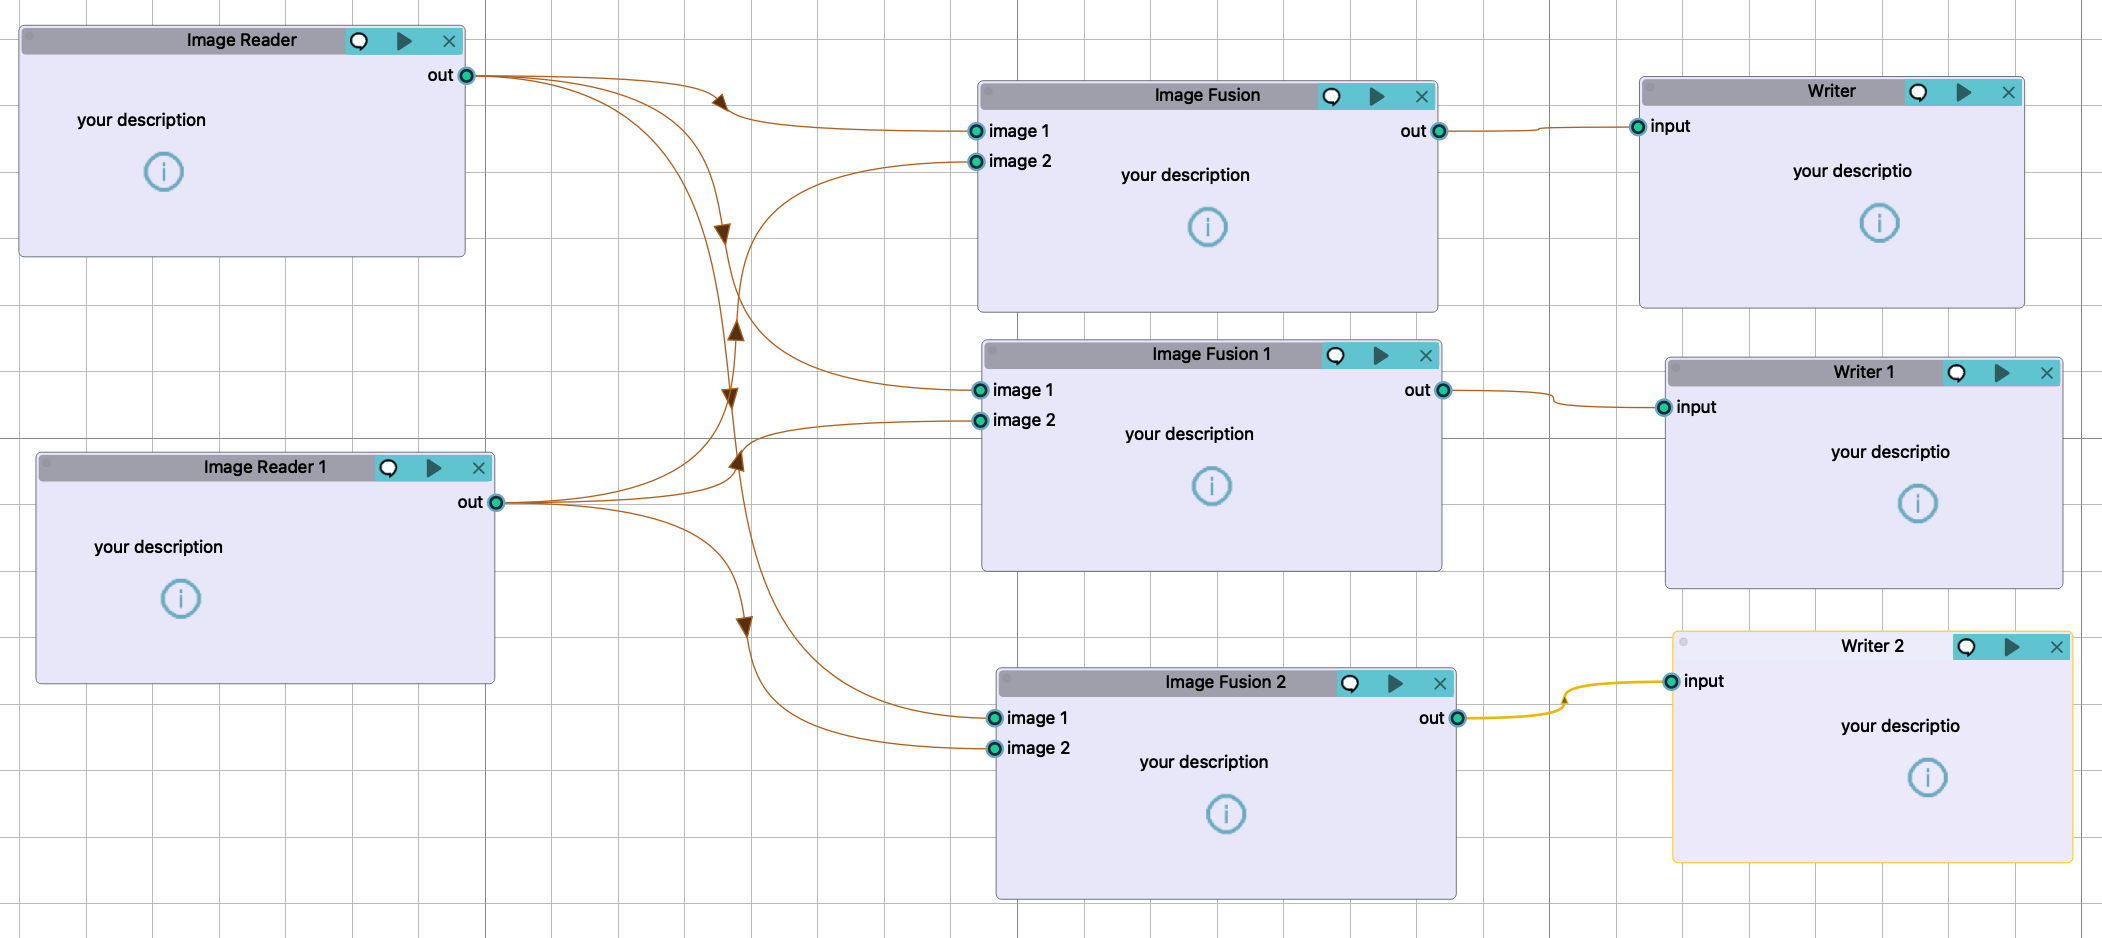 Image Reader
out
your description
Image Fusion
image 1
image 2
out
your description
Writer
input
your descriptio
Image Fusion 1
image 1
image 2
out
your description
Writer 1
input
your descriptio
Image Reader 1
out
your description
Image Fusion 2
image 1
image 2
out
your description
Writer 2
input
your descriptio